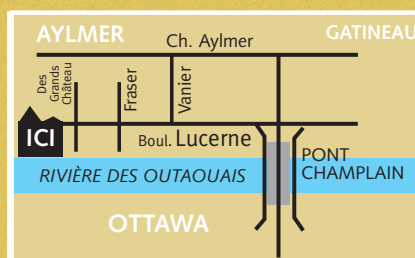 AYLMER
Ch. Aylmer
GATINEAU
Des
Grands
Château
Fraser
Vanier
ICI
Boul. Lucerne
PONT
CHAMPLAIN
RIVIÈRE DES OUTAOUAIS
OTTAWA